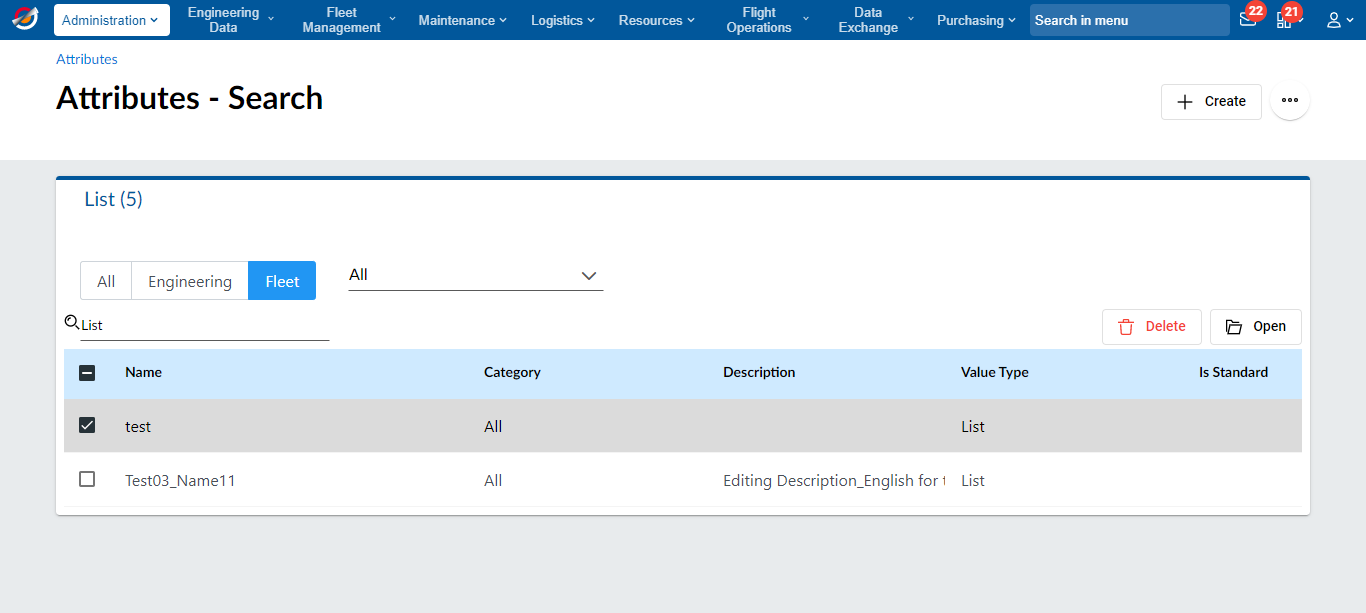 Administration
Engineering Data
Fleet Management
Maintenance
Logistics
Resources
Flight Operations
Data Exchange
Purchasing
Search in menu
22
21
Attributes
Attributes - Search
Create
List (5)
All
Engineering
Fleet
All
List
Delete
Open
Name Category Description Value Type Is Standard
test All List
Test03_Name11 All Editing Description_English for List